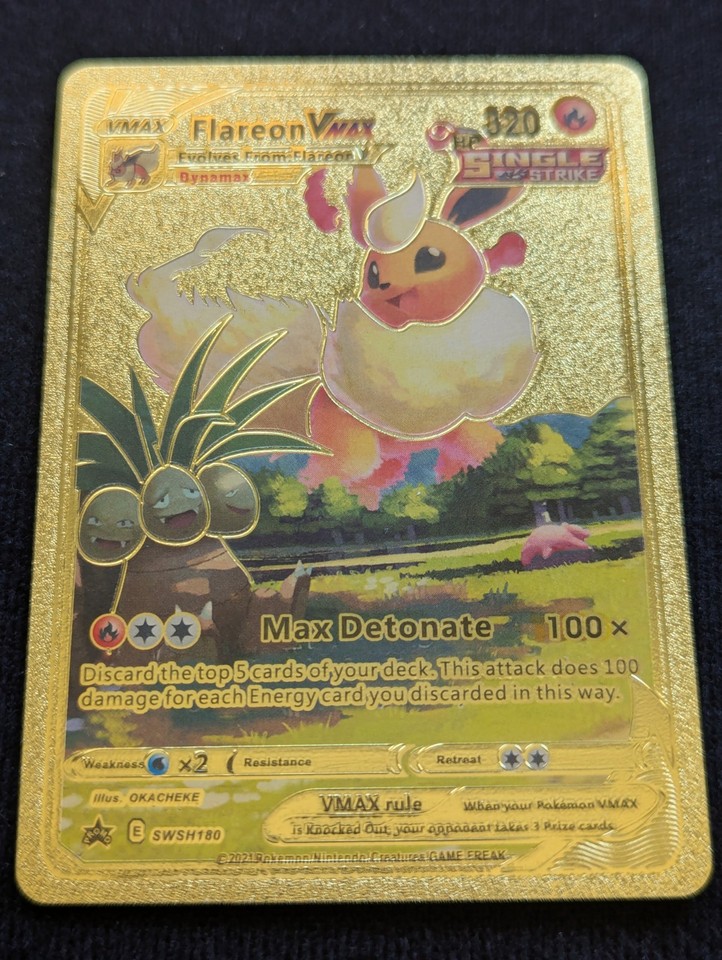 VMAX Flareon VMAX HP 320
Evolves From Flareon V
SINGLE
STRIKE
Dynamax
Max Detonate 100×
Discard the top 5 cards of your deck. This attack does 100
damage for each Energy card you discarded in this way.
Weakness ×2 Resistance Retreat
Illus. OKACHEKE
VMAX rule When your Pokémon VMAX
is Knocked Out, your opponent takes 3 Prize cards.
PROMO E SWSH180
©2021 Pokémon/Nintendo/Creatures/GAME FREAK